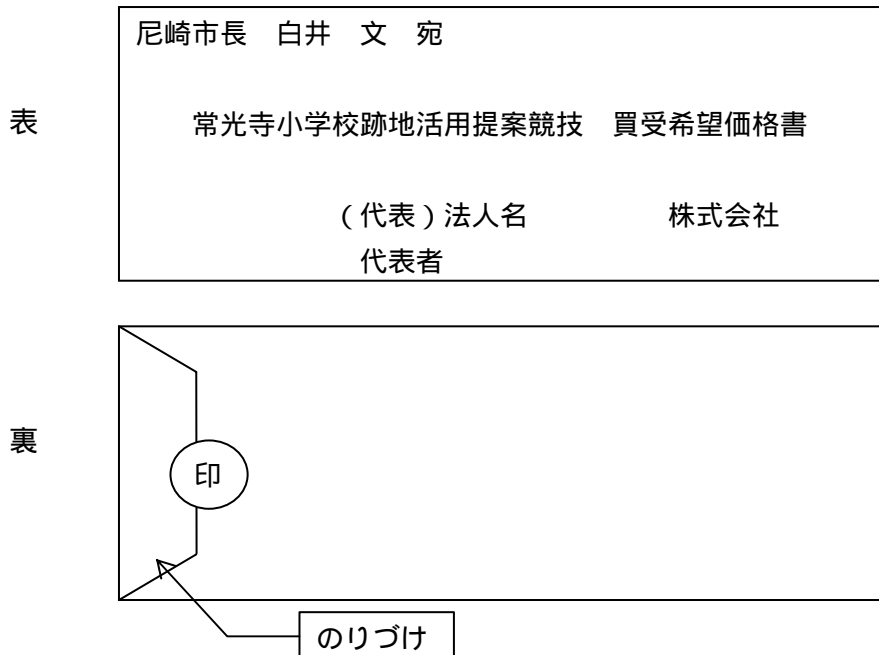 尼崎市長　白井　文　宛
表
常光寺小学校跡地活用提案競技　買受希望価格書
（代表）法人名　　　　　株式会社
代表者
裏
印
のりづけ